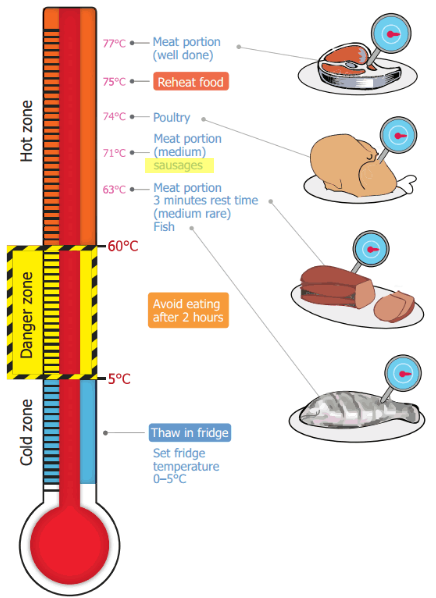 77°C
Meat portion
(well done)
75°C
Reheat food
74°C
Poultry
Meat portion
71°C
(medium)
sausages
63°C
Meat portion
3 minutes rest time
(medium rare)
Fish
Hot zone
60°C
Danger zone
Avoid eating
after 2 hours
5°C
Cold zone
Thaw in fridge
Set fridge
temperature
0–5°C